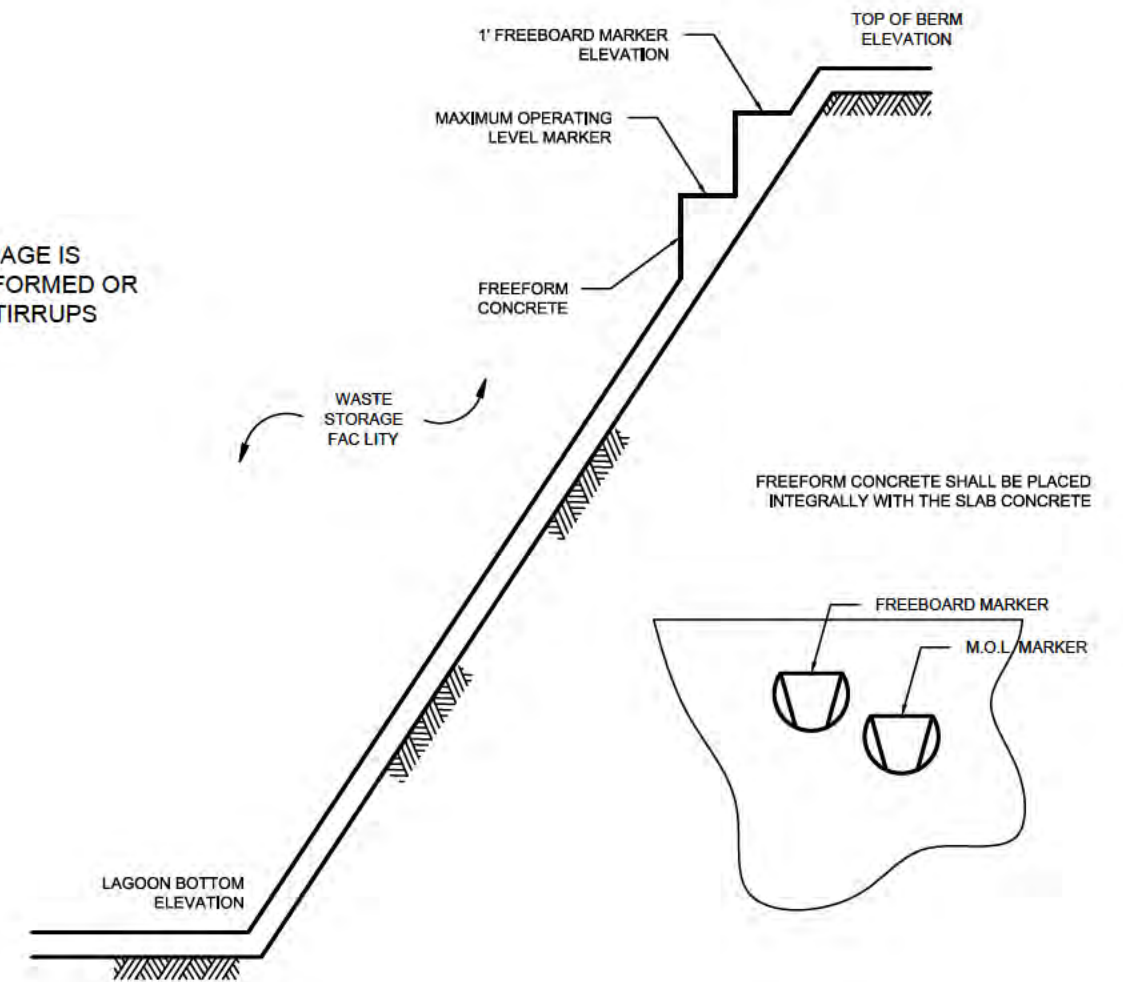 TOP OF BERM
ELEVATION
1' FREEBOARD MARKER
ELEVATION
MAXIMUM OPERATING
LEVEL MARKER
AGE IS
FORMED OR
TIRRUPS
FREEFORM
CONCRETE
WASTE
STORAGE
FAC LITY
FREEFORM CONCRETE SHALL BE PLACED
INTEGRALLY WITH THE SLAB CONCRETE
FREEBOARD MARKER
M.O.L. MARKER
LAGOON BOTTOM
ELEVATION